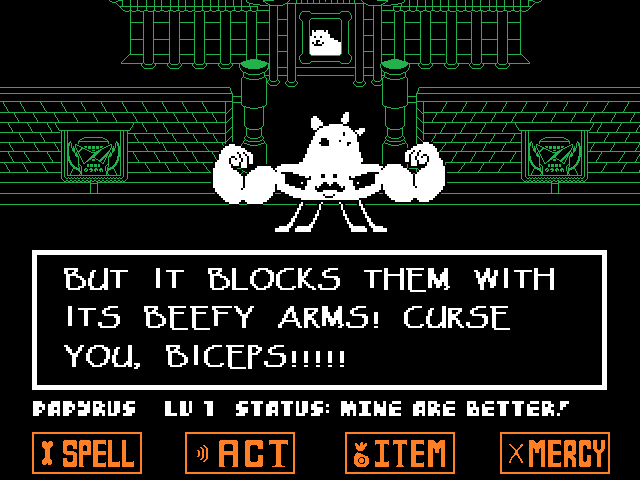 BUT IT BLOCKS THEM WITH
ITS BEEFY ARMS! CURSE
YOU, BICEPS!!!!!
PAPYRUS LV 1 STATUS: MINE ARE BETTER!
SPELL ACT ITEM MERCY